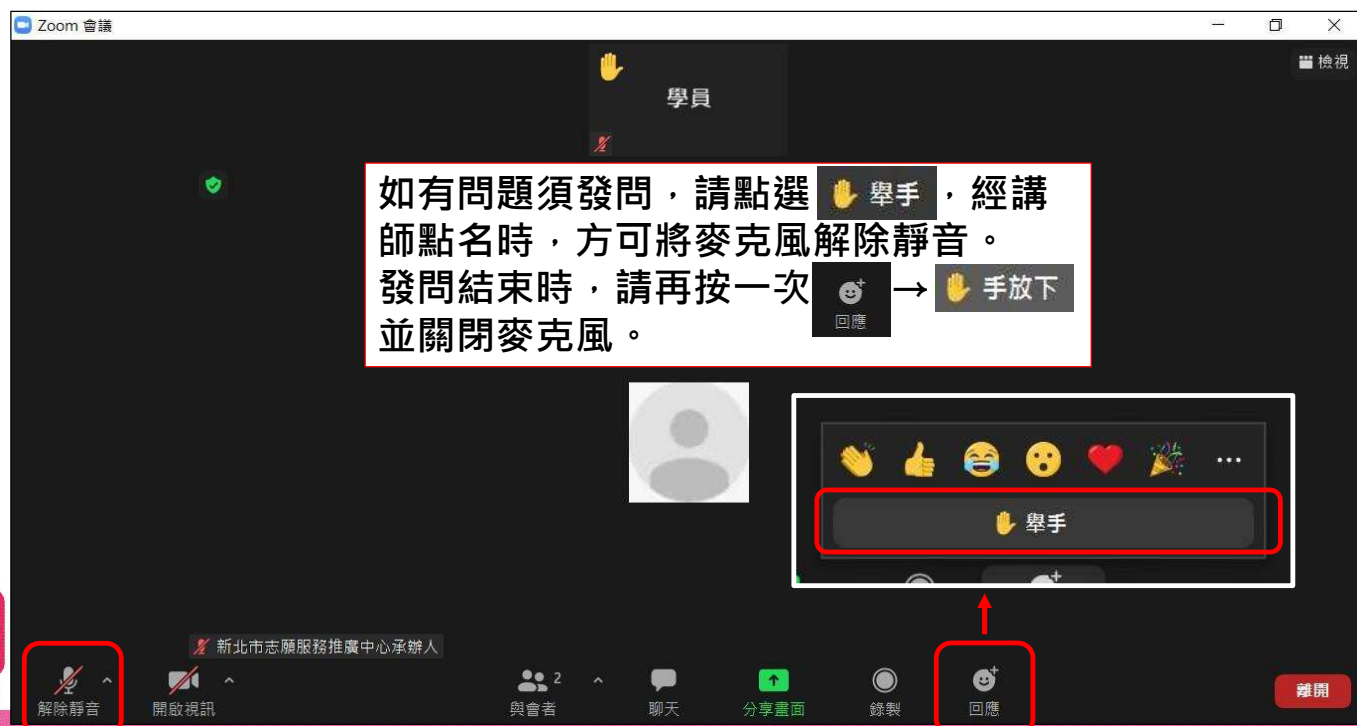 Zoom 會議
檢視
學員
如有問題須發問，請點選 舉手 ，經講
師點名時，方可將麥克風解除靜音。
發問結束時，請再按一次 回應 → 手放下
並關閉麥克風。
舉手
新北市志願服務推廣中心承辦人
解除靜音
開啟視訊
與會者 2
聊天
分享畫面
錄製
回應
離開